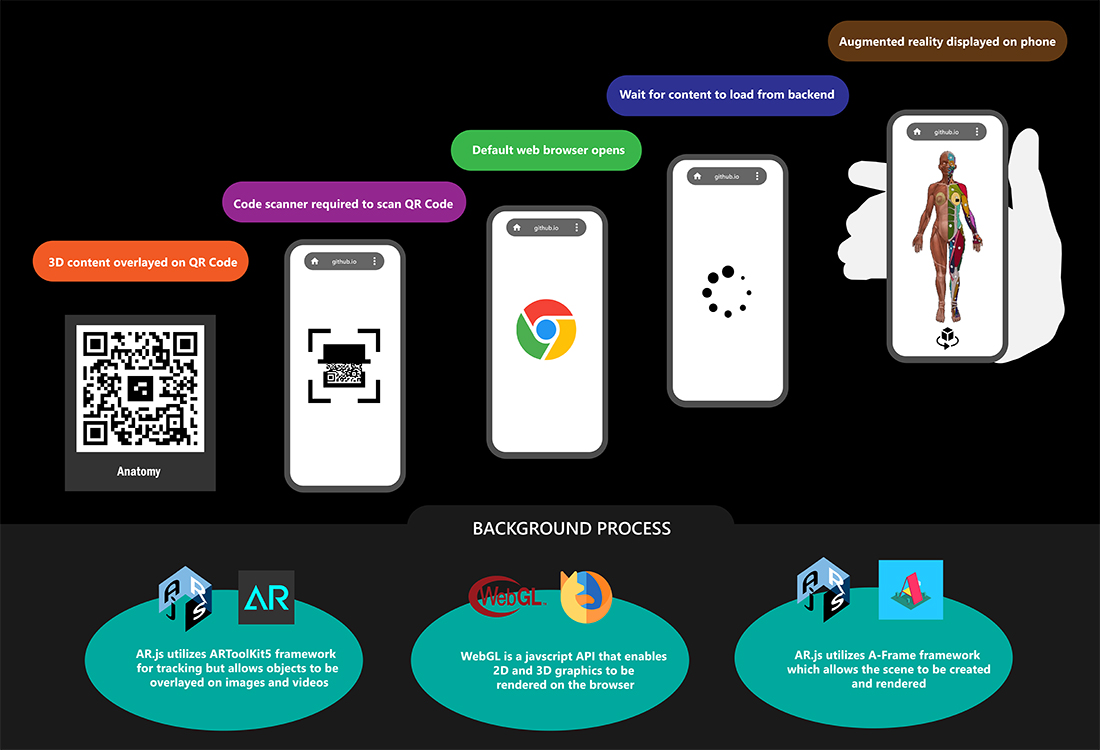 Augmented reality displayed on phone
Wait for content to load from backend
Default web browser opens
Code scanner required to scan QR Code
3D content overlayed on QR Code
github.io
github.io
github.io
github.io
Anatomy
BACKGROUND PROCESS
AR
JS
AR
WebGL
AR
JS
AR.js utilizes ARToolKit5 framework
for tracking but allows objects to be
overlayed on images and videos
WebGL is a javscript API that enables
2D and 3D graphics to be
rendered on the browser
AR.js utilizes A-Frame framework
which allows the scene to be created
and rendered